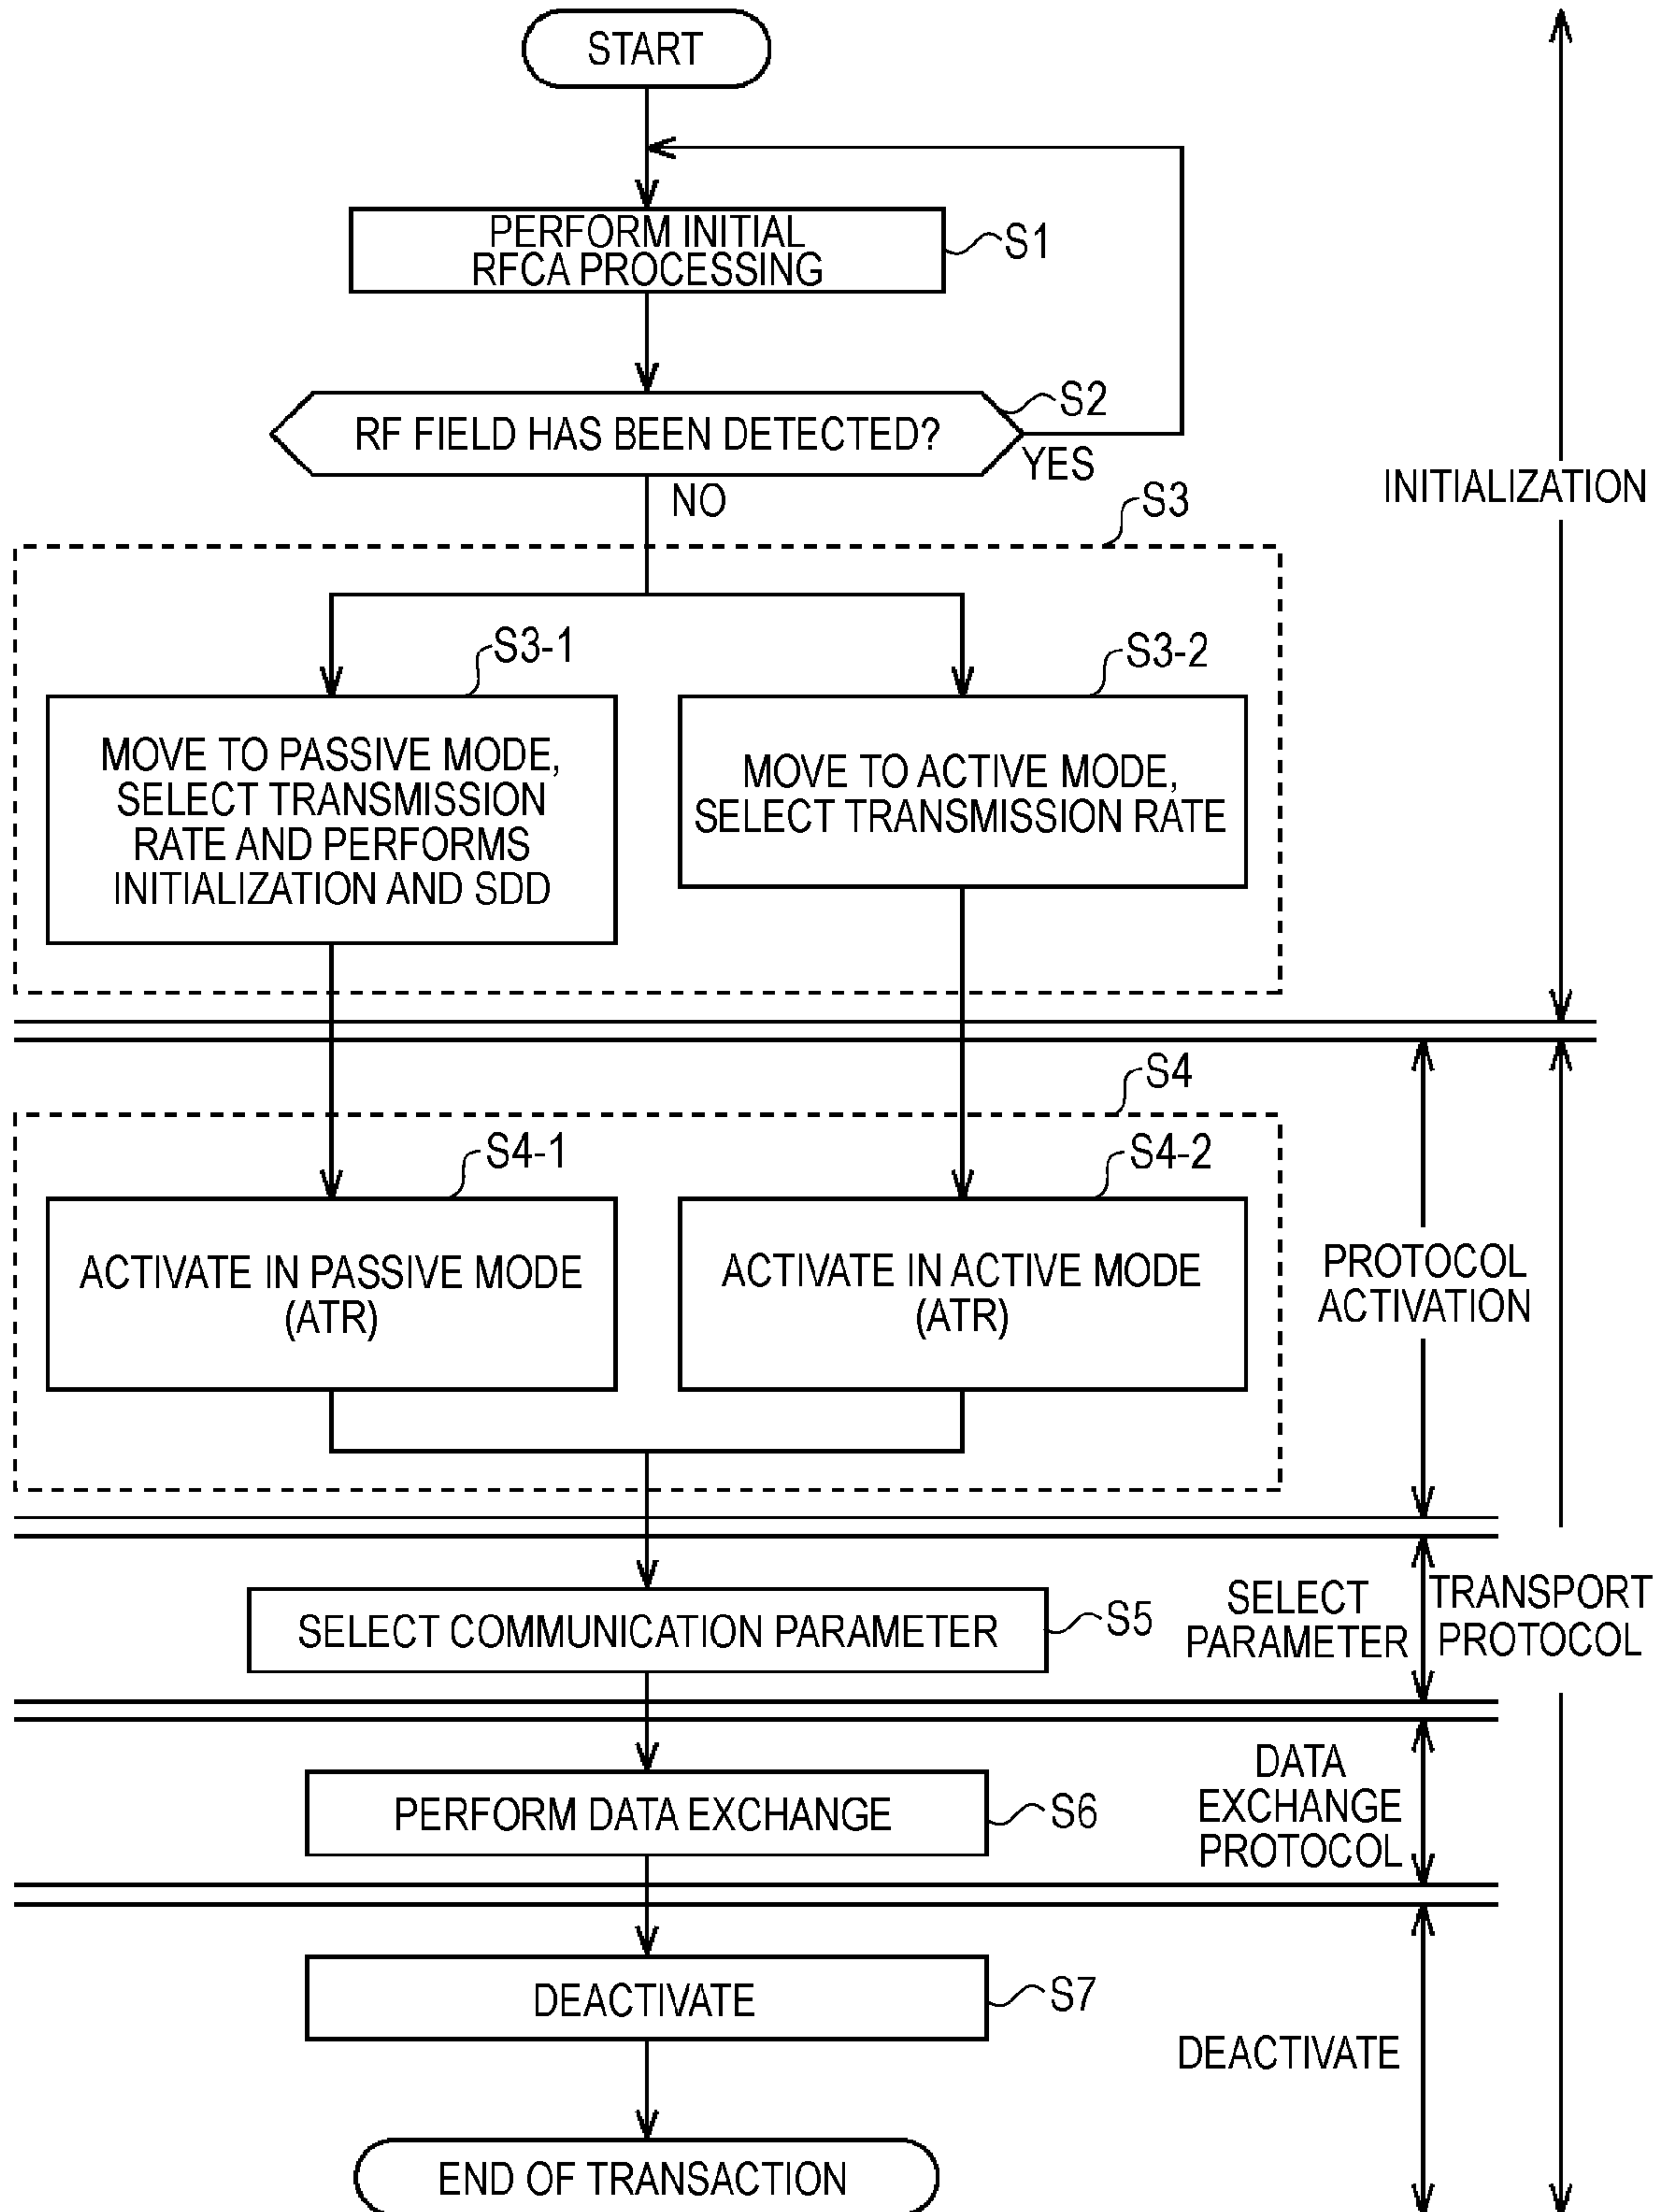 START
PERFORM INITIAL
RFCA PROCESSING
S1
RF FIELD HAS BEEN DETECTED?
S2
YES
NO
INITIALIZATION
S3
S3-1
S3-2
MOVE TO PASSIVE MODE,
SELECT TRANSMISSION
RATE AND PERFORMS
INITIALIZATION AND SDD
MOVE TO ACTIVE MODE,
SELECT TRANSMISSION RATE
S4
S4-1
S4-2
ACTIVATE IN PASSIVE MODE
(ATR)
ACTIVATE IN ACTIVE MODE
(ATR)
PROTOCOL
ACTIVATION
SELECT COMMUNICATION PARAMETER
S5
SELECT
PARAMETER
TRANSPORT
PROTOCOL
PERFORM DATA EXCHANGE
S6
DATA
EXCHANGE
PROTOCOL
DEACTIVATE
S7
DEACTIVATE
END OF TRANSACTION